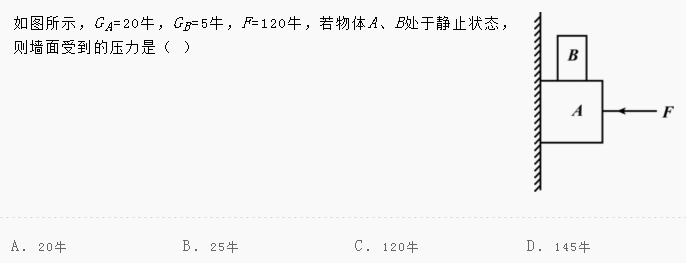 如图所示，GA=20牛，GB=5牛，F=120牛，若物体A、B处于静止状态，
则墙面受到的压力是（ ）
B
A
F
A. 20牛
B. 25牛
C. 120牛
D. 145牛